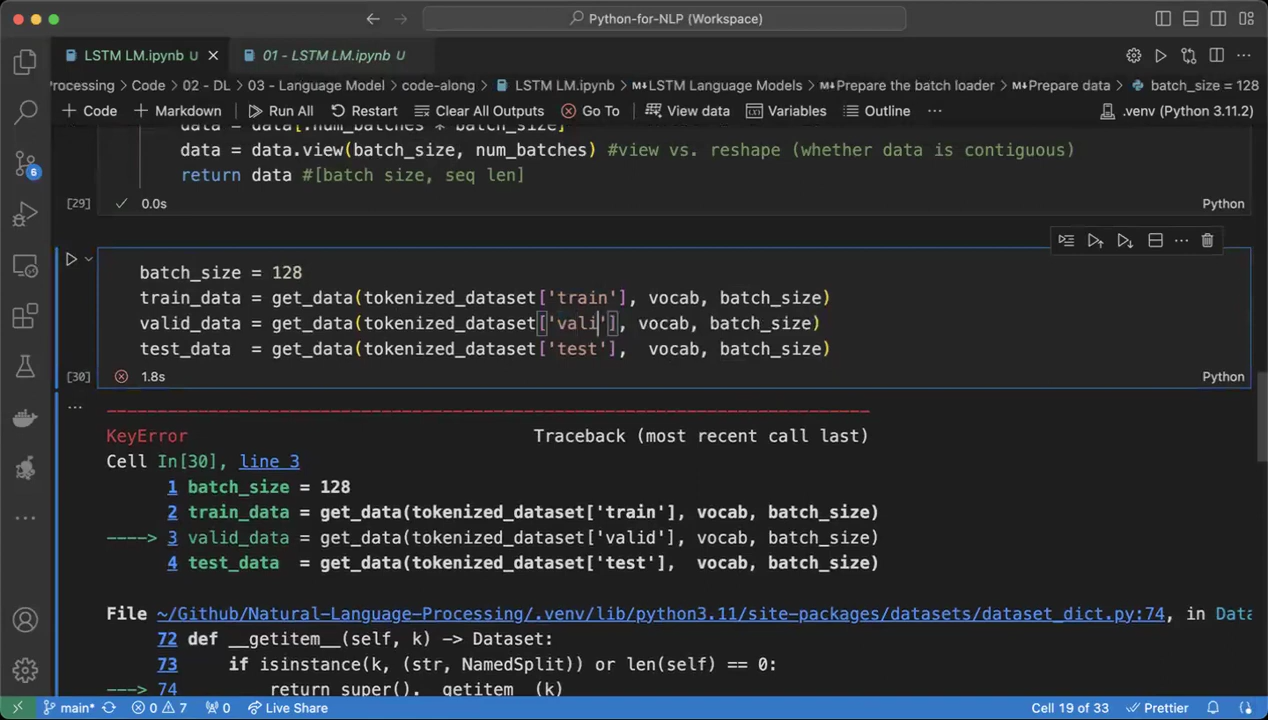 Python-for-NLP (Workspace)
LSTM LM.ipynb U
01 - LSTM LM.ipynb U
Processing > Code > 02 - DL > 03 - Language Model > code-along > LSTM LM.ipynb > M↓LSTM Language Models > M↓Prepare the batch loader > M↓Prepare data > batch_size = 128
+ Code + Markdown Run All Restart Clear All Outputs Go To View data Variables Outline ... .venv (Python 3.11.2)
data = data[:num_batches * batch_size]
data = data.view(batch_size, num_batches) #view vs. reshape (whether data is contiguous)
return data #[batch size, seq len]
[29] 0.0s Python
batch_size = 128
train_data = get_data(tokenized_dataset['train'], vocab, batch_size)
valid_data = get_data(tokenized_dataset['vali'], vocab, batch_size)
test_data  = get_data(tokenized_dataset['test'],  vocab, batch_size)
[30] 1.8s Python
KeyError Traceback (most recent call last)
Cell In[30], line 3
1 batch_size = 128
2 train_data = get_data(tokenized_dataset['train'], vocab, batch_size)
----> 3 valid_data = get_data(tokenized_dataset['valid'], vocab, batch_size)
4 test_data  = get_data(tokenized_dataset['test'],  vocab, batch_size)
File ~/Github/Natural-Language-Processing/.venv/lib/python3.11/site-packages/datasets/dataset_dict.py:74, in Data
72 def __getitem__(self, k) -> Dataset:
73 if isinstance(k, (str, NamedSplit)) or len(self) == 0:
---> 74 return super().__getitem__(k)
6
main* 0 7 0 Live Share Cell 19 of 33 Prettier